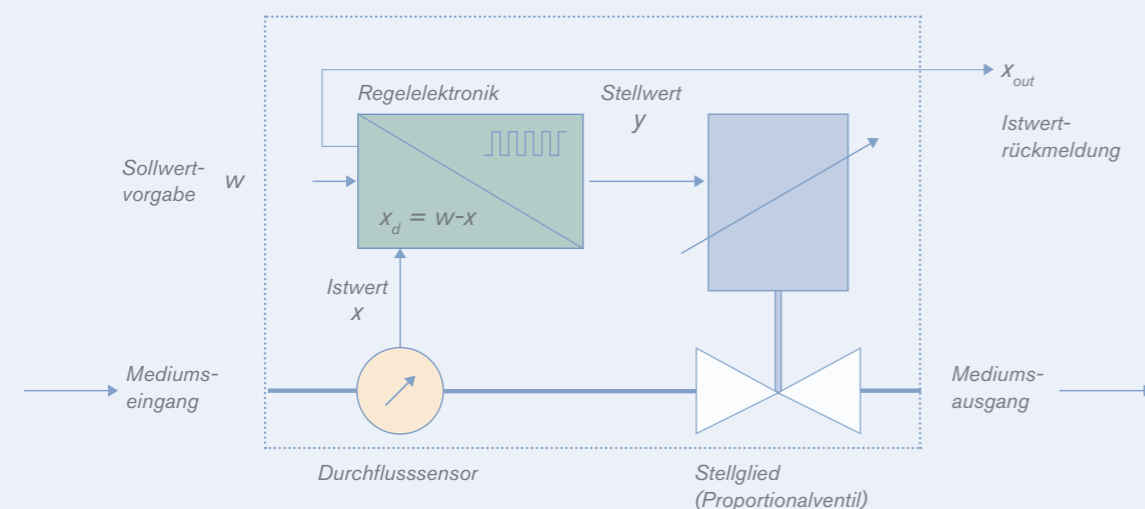 x_out
Regelelektronik
Stellwert
y
Istwert-
rückmeldung
Sollwert-
vorgabe
w
x_d = w-x
Istwert
x
Mediums-
eingang
Mediums-
ausgang
Durchflusssensor
Stellglied
(Proportionalventil)